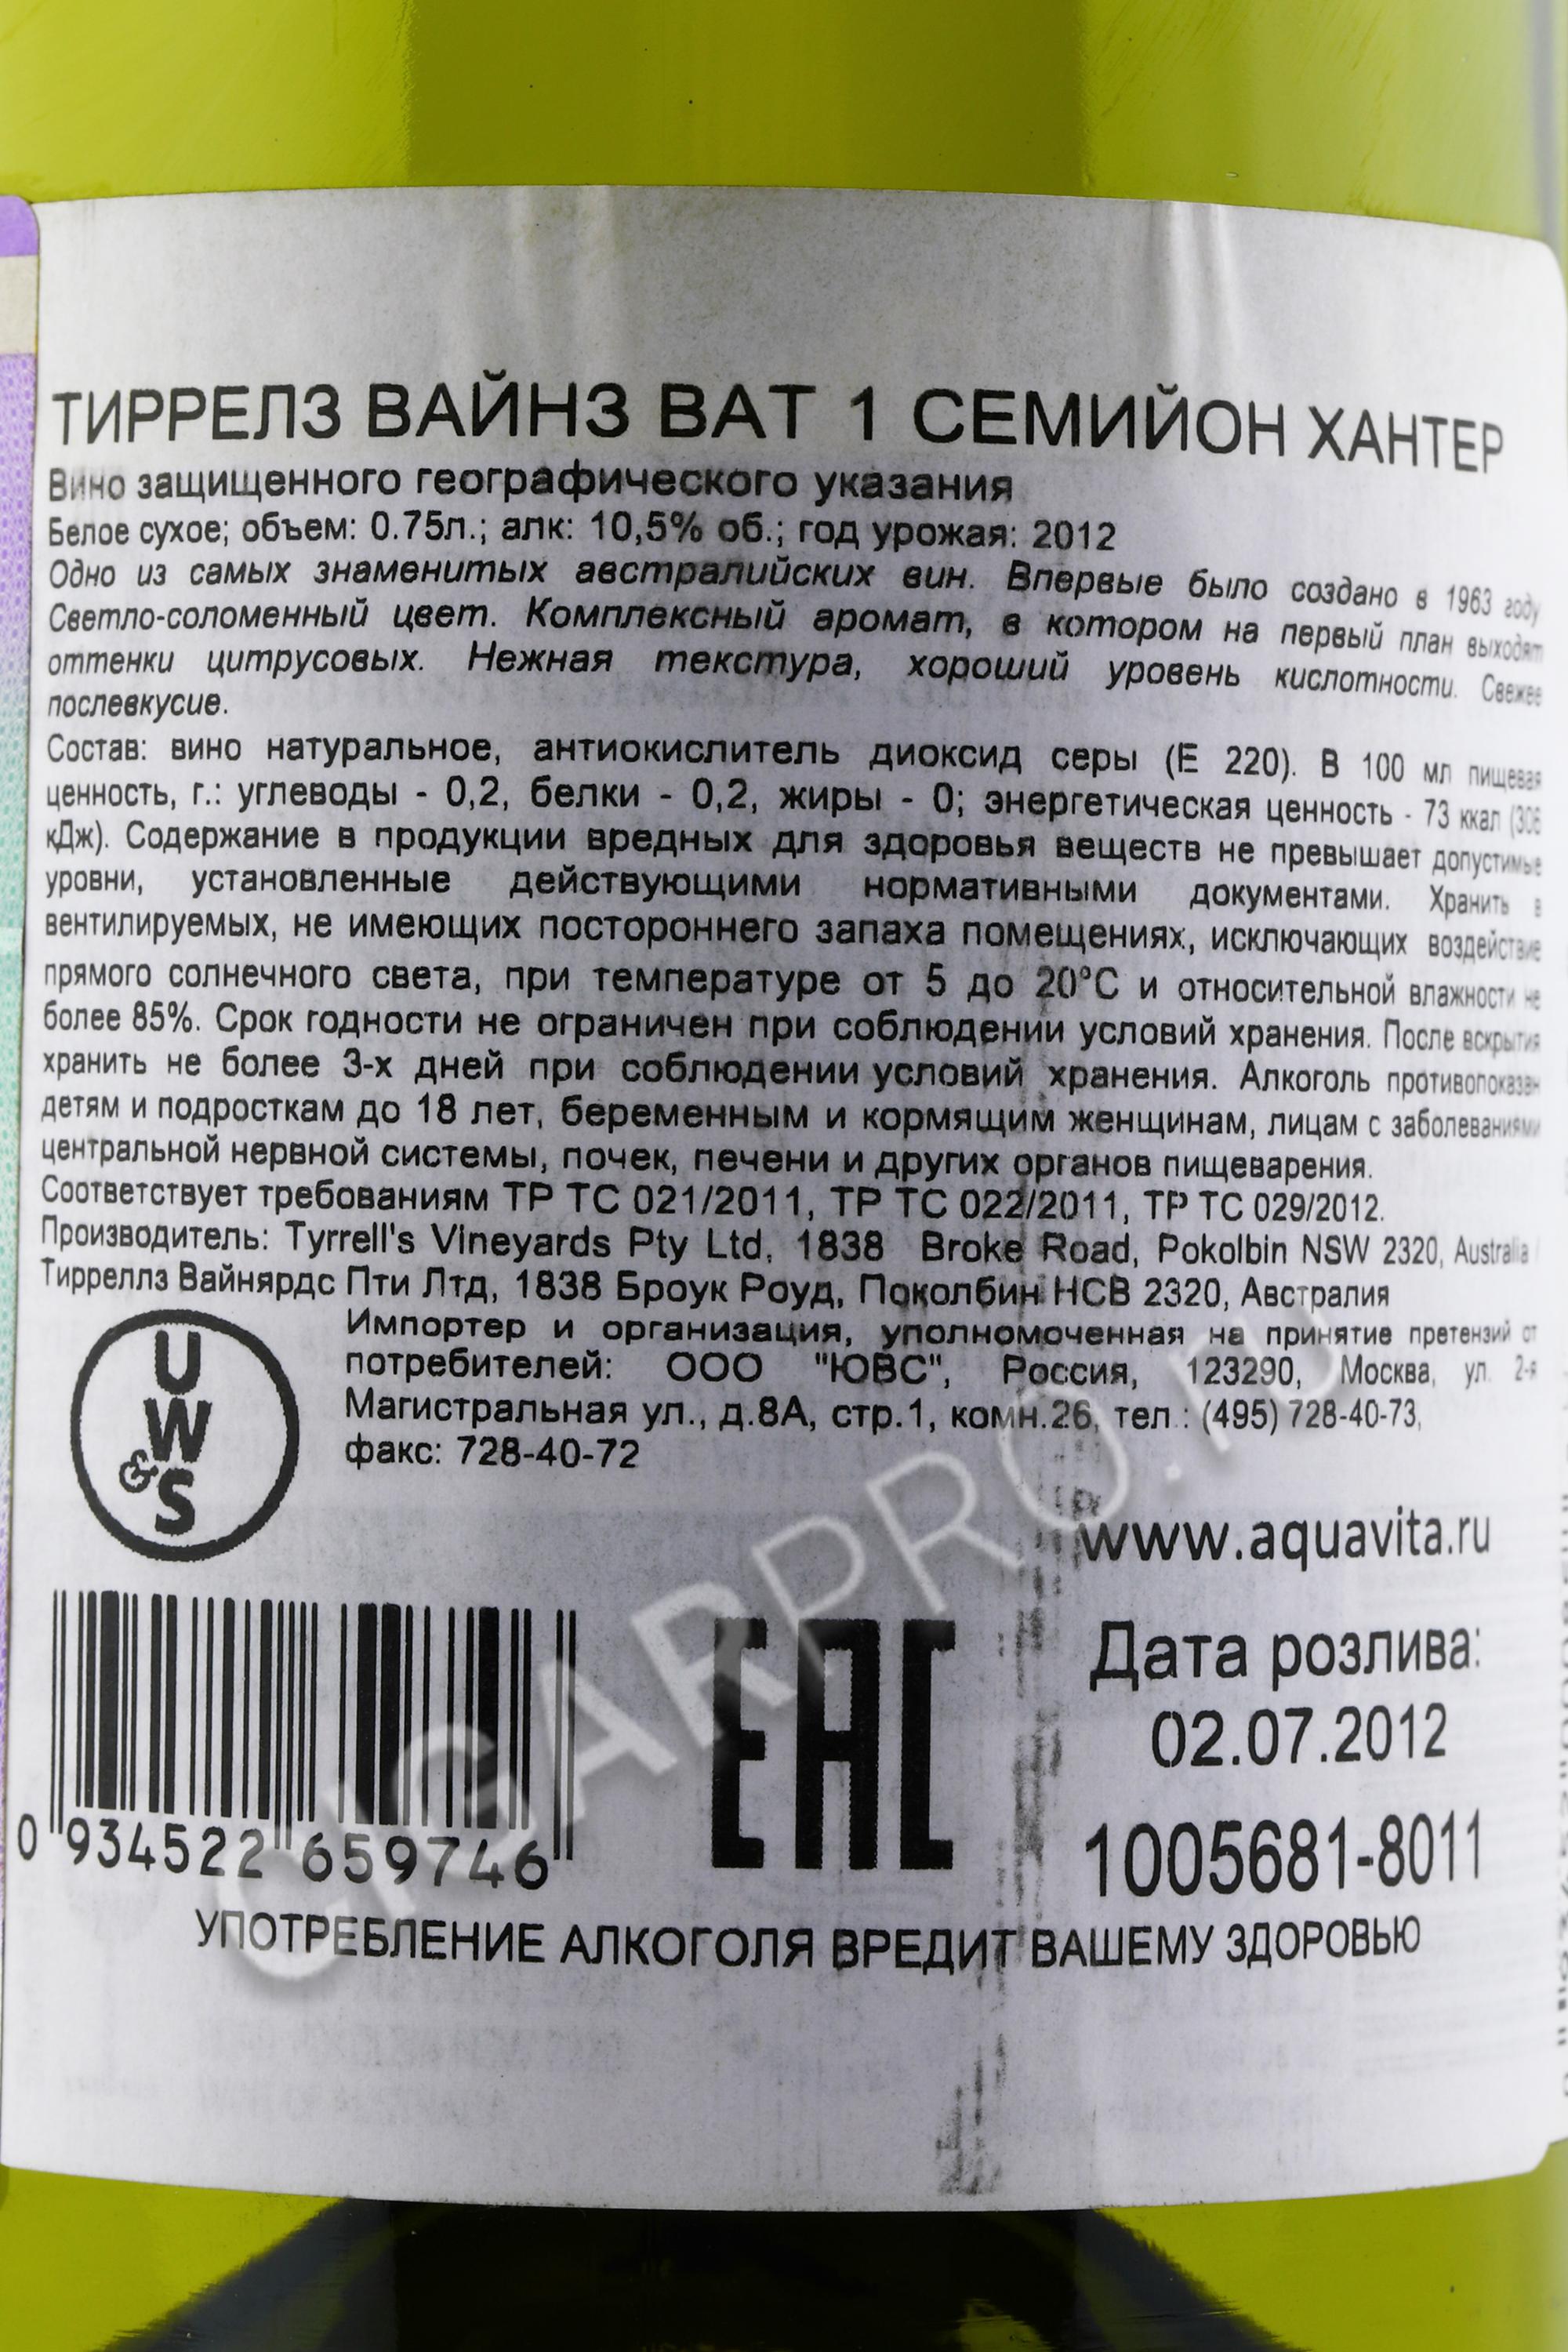 ТИРРЕЛЗ ВАЙНЗ ВАТ 1 СЕМИЙОН ХАНТЕР
Вино защищенного географического указания
Белое сухое; объем: 0.75л.; алк: 10,5% об.; год урожая: 2012
Одно из самых знаменитых австралийских вин. Впервые было создано в 1963 году
Светло-соломенный цвет. Комплексный аромат, в котором на первый план выходят
оттенки цитрусовых. Нежная текстура, хороший уровень кислотности. Свежее
послевкусие.
Состав: вино натуральное, антиокислитель диоксид серы (Е 220). В 100 мл пищевая
ценность, г.: углеводы - 0,2, белки - 0,2, жиры - 0; энергетическая ценность - 73 ккал (306
кДж). Содержание в продукции вредных для здоровья веществ не превышает допустимые
уровни, установленные действующими нормативными документами. Хранить в
вентилируемых, не имеющих постороннего запаха помещениях, исключающих воздействие
прямого солнечного света, при температуре от 5 до 20°С и относительной влажности не
более 85%. Срок годности не ограничен при соблюдении условий хранения. После вскрытия
хранить не более 3-х дней при соблюдении условий хранения. Алкоголь противопоказан
детям и подросткам до 18 лет, беременным и кормящим женщинам, лицам с заболеваниями
центральной нервной системы, почек, печени и других органов пищеварения.
Соответствует требованиям ТР ТС 021/2011, ТР ТС 022/2011, ТР ТС 029/2012.
Производитель: Tyrrell's Vineyards Pty Ltd, 1838 Broke Road, Pokolbin NSW 2320, Australia /
Тирреллз Вайнярдс Пти Лтд, 1838 Броук Роуд, Поколбин НСВ 2320, Австралия
Импортер и организация, уполномоченная на принятие претензий от
потребителей: ООО "ЮВС", Россия, 123290, Москва, ул. 2-я
Магистральная ул., д.8А, стр.1, комн.26, тел.: (495) 728-40-73,
факс: 728-40-72
U
W
&S
www.aquavita.ru
Дата розлива:
02.07.2012
1005681-8011
EAC
0 934522 659746
УПОТРЕБЛЕНИЕ АЛКОГОЛЯ ВРЕДИТ ВАШЕМУ ЗДОРОВЬЮ